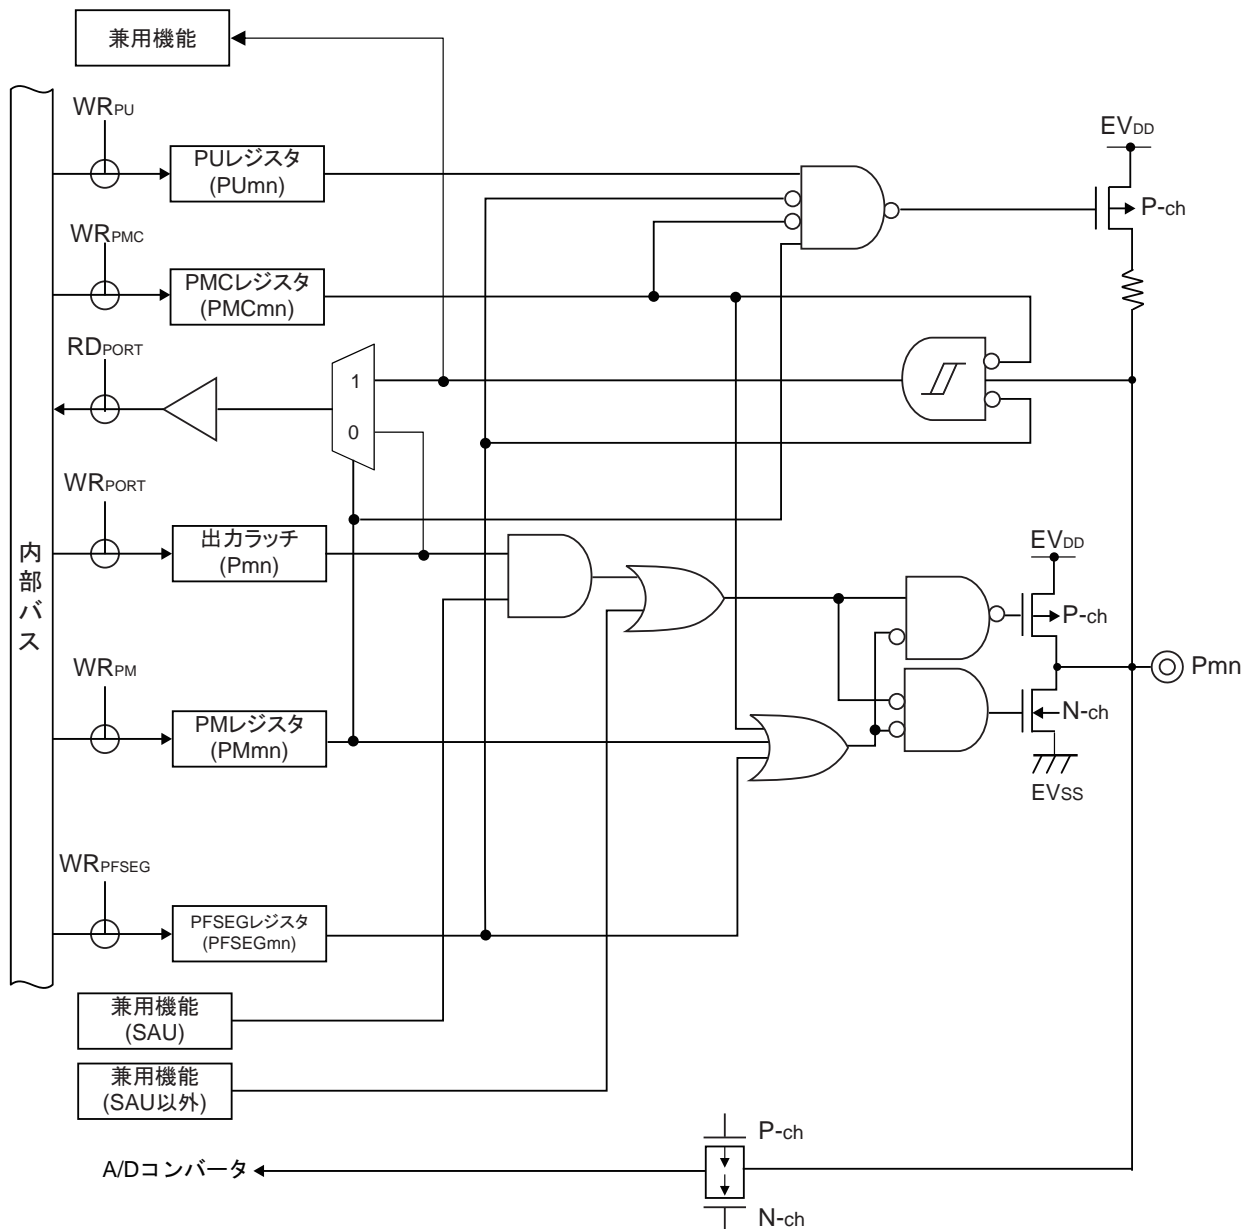 兼用機能
WRPU
PUレジスタ
(PUmn)
EVDD
P-ch
WRPMC
PMCレジスタ
(PMCmn)
RDPORT
1
0
WRPORT
出力ラッチ
(Pmn)
内部バス
EVDD
P-ch
Pmn
WRPM
PMレジスタ
(PMmn)
N-ch
EVSS
WRPFSEG
PFSEGレジスタ
(PFSEGmn)
兼用機能
(SAU)
兼用機能
(SAU以外)
P-ch
A/Dコンバータ
N-ch